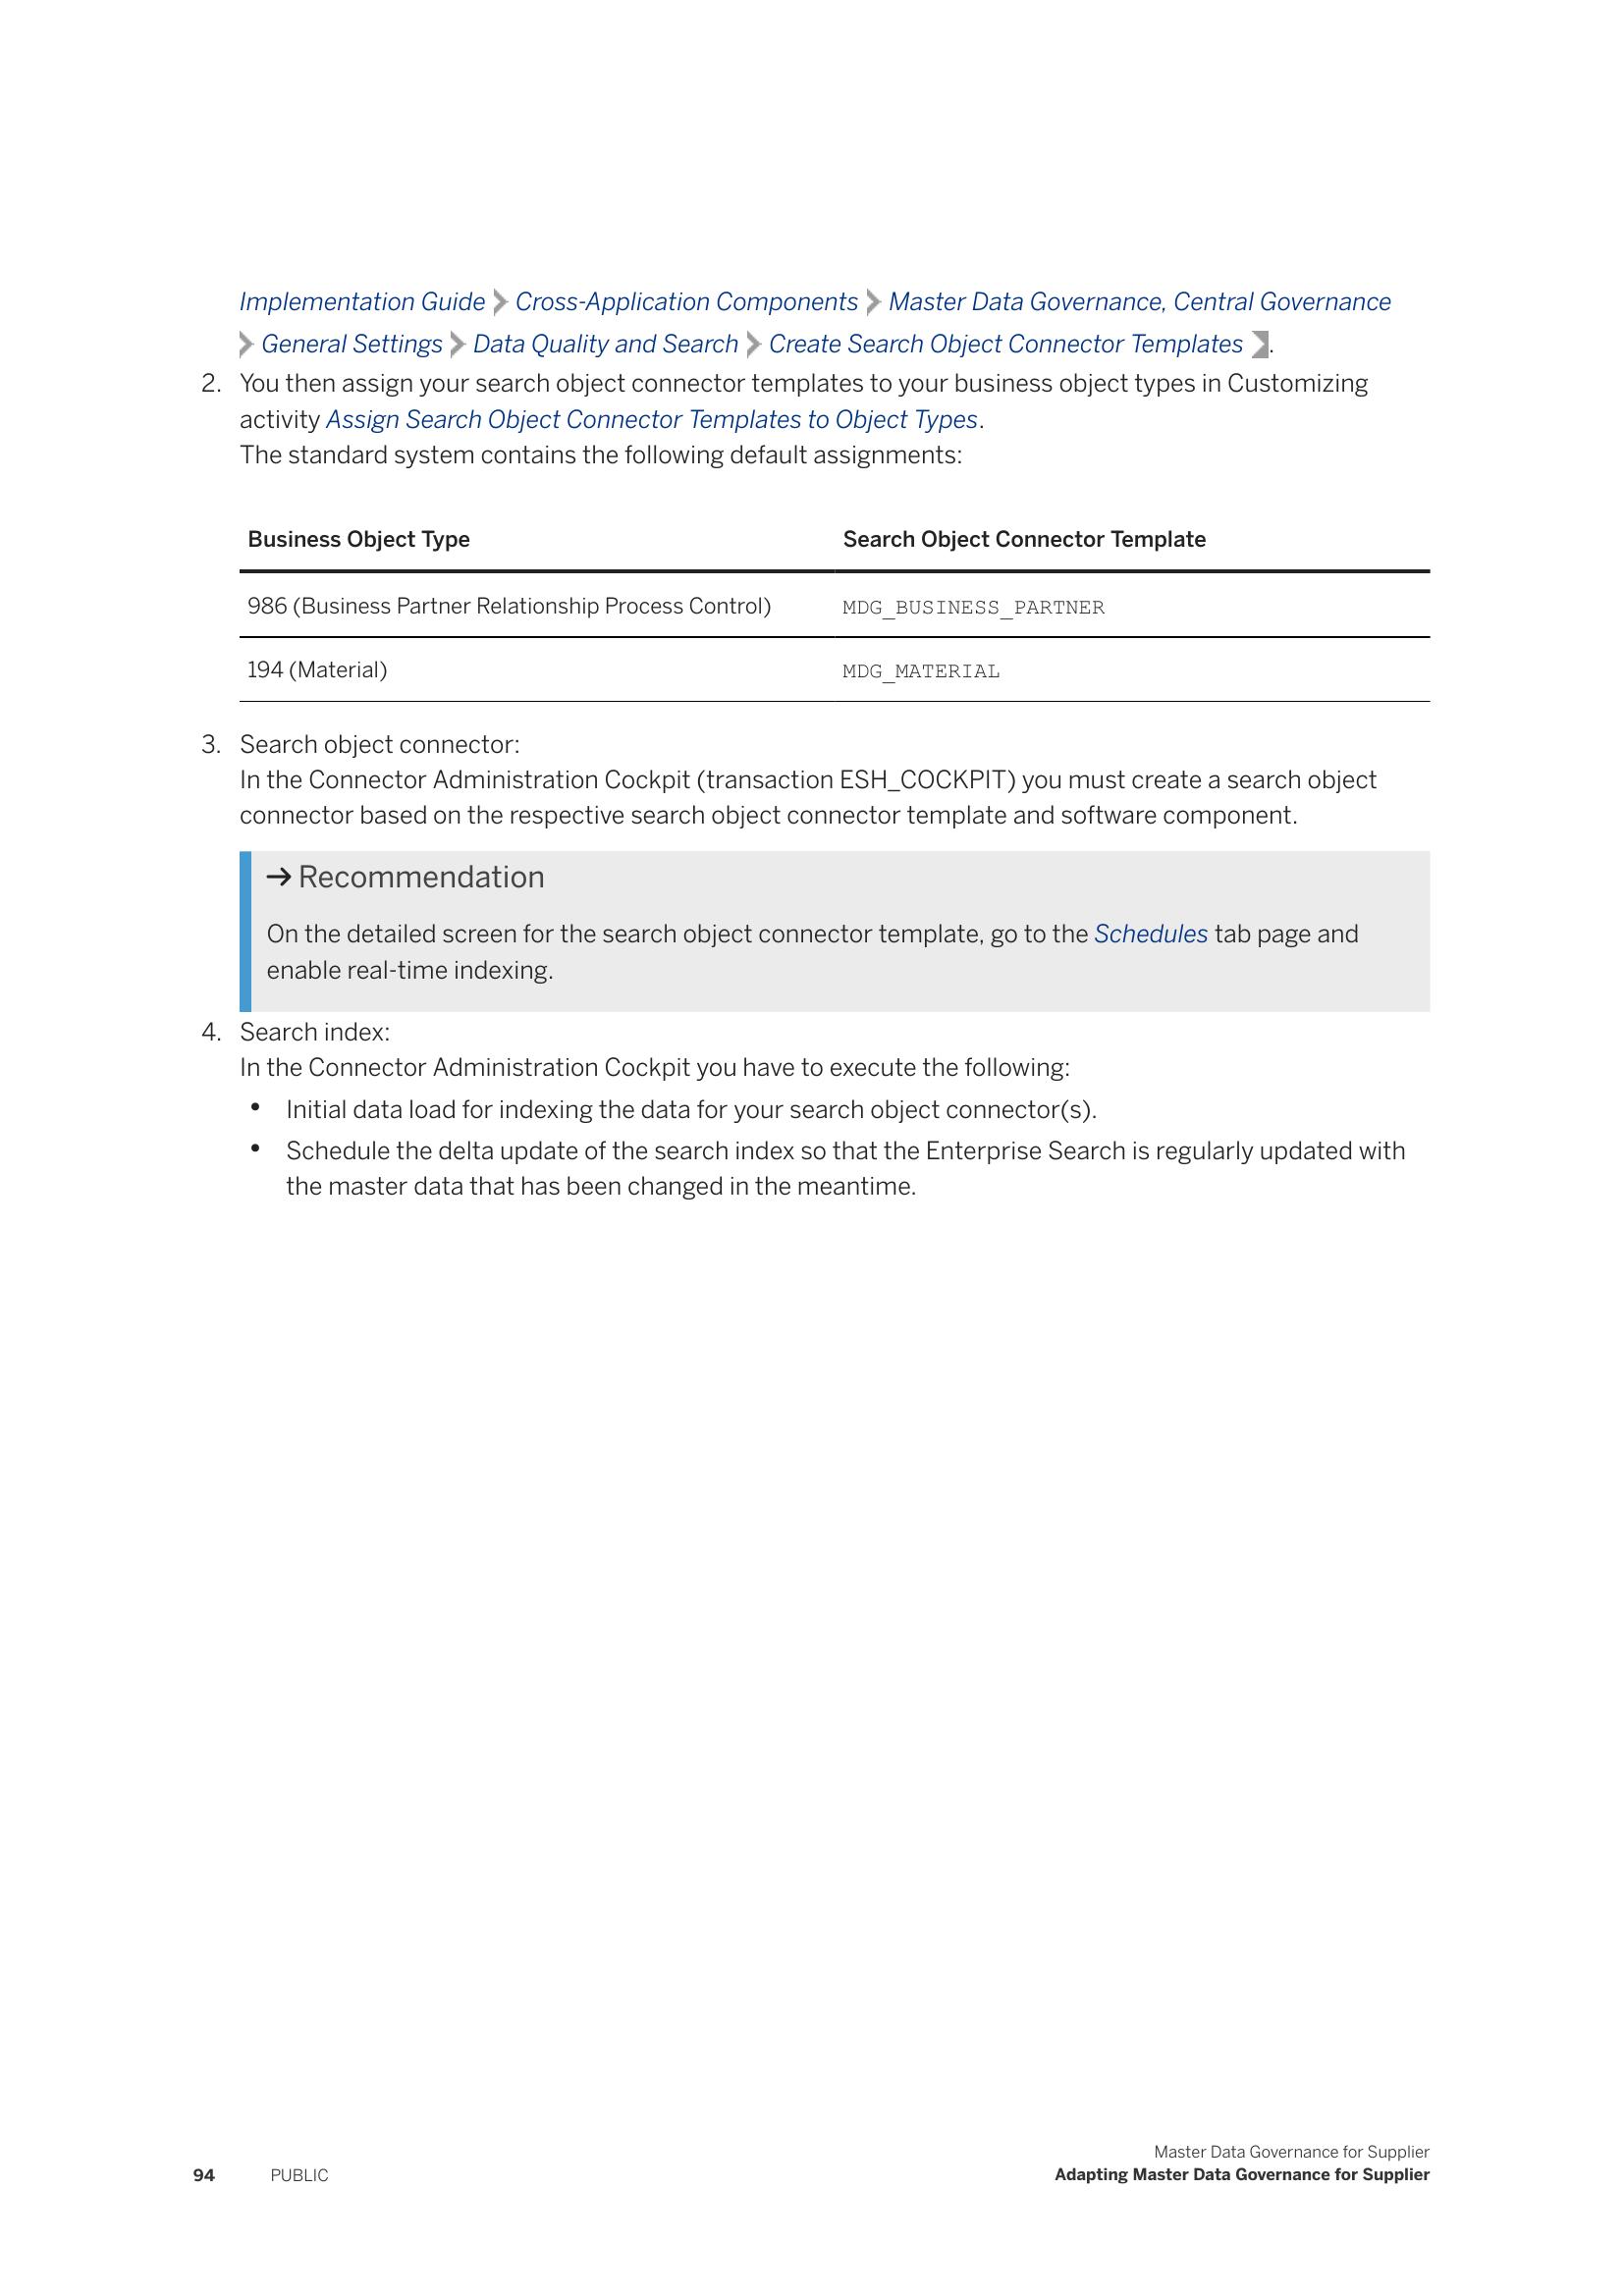 Implementation Guide Cross-Application Components Master Data Governance, Central Governance
General Settings Data Quality and Search Create Search Object Connector Templates .
2. You then assign your search object connector templates to your business object types in Customizing
activity Assign Search Object Connector Templates to Object Types.
The standard system contains the following default assignments:
Business Object Type Search Object Connector Template
986 (Business Partner Relationship Process Control) MDG_BUSINESS_PARTNER
194 (Material) MDG_MATERIAL
3. Search object connector:
In the Connector Administration Cockpit (transaction ESH_COCKPIT) you must create a search object
connector based on the respective search object connector template and software component.
→ Recommendation
On the detailed screen for the search object connector template, go to the Schedules tab page and
enable real-time indexing.
4. Search index:
In the Connector Administration Cockpit you have to execute the following:
• Initial data load for indexing the data for your search object connector(s).
• Schedule the delta update of the search index so that the Enterprise Search is regularly updated with
the master data that has been changed in the meantime.
Master Data Governance for Supplier
94 PUBLIC Adapting Master Data Governance for Supplier